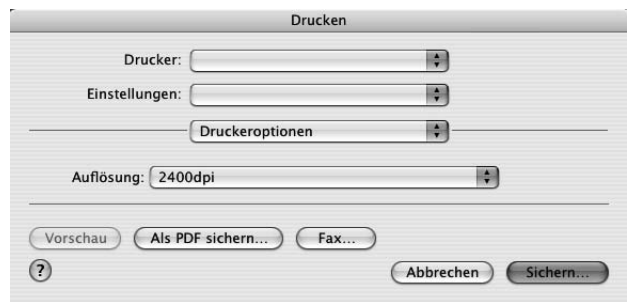 Drucken
Drucker:
Einstellungen:
Druckeroptionen
Auflösung: 2400dpi
Vorschau Als PDF sichern... Fax...
? Abbrechen Sichern...